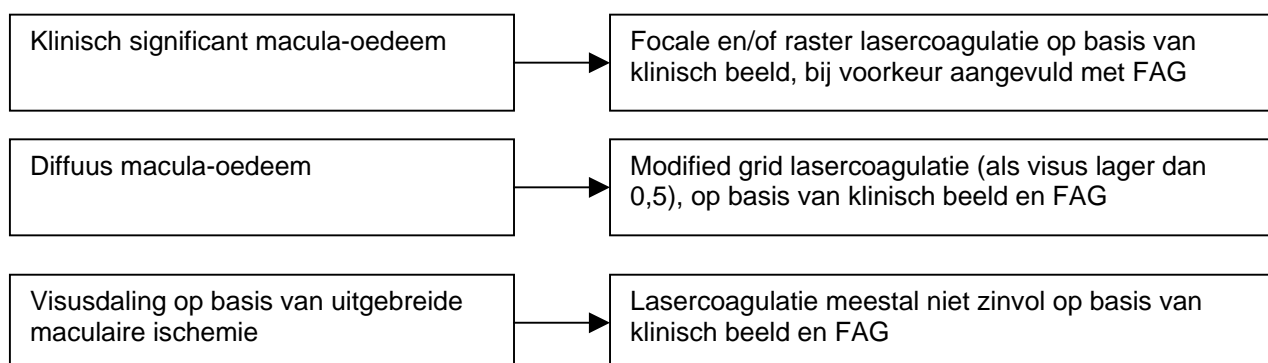 Klinisch significant macula-oedeem
Focale en/of raster lasercoagulatie op basis van
klinisch beeld, bij voorkeur aangevuld met FAG
Diffuus macula-oedeem
Modified grid lasercoagulatie (als visus lager dan
0,5), op basis van klinisch beeld en FAG
Visusdaling op basis van uitgebreide
maculaire ischemie
Lasercoagulatie meestal niet zinvol op basis van
klinisch beeld en FAG